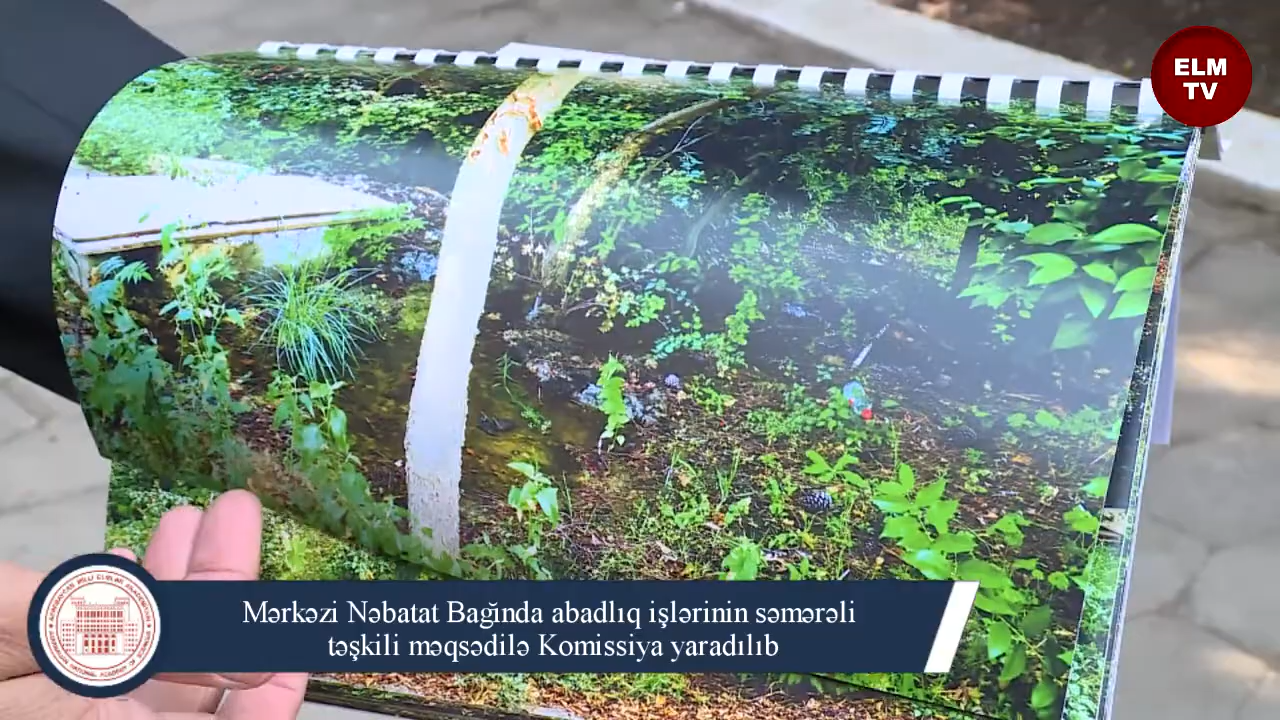 ELM
TV
Mərkəzi Nəbatat Bağında abadlıq işlərinin səmərəli
təşkili məqsədilə Komissiya yaradılıb